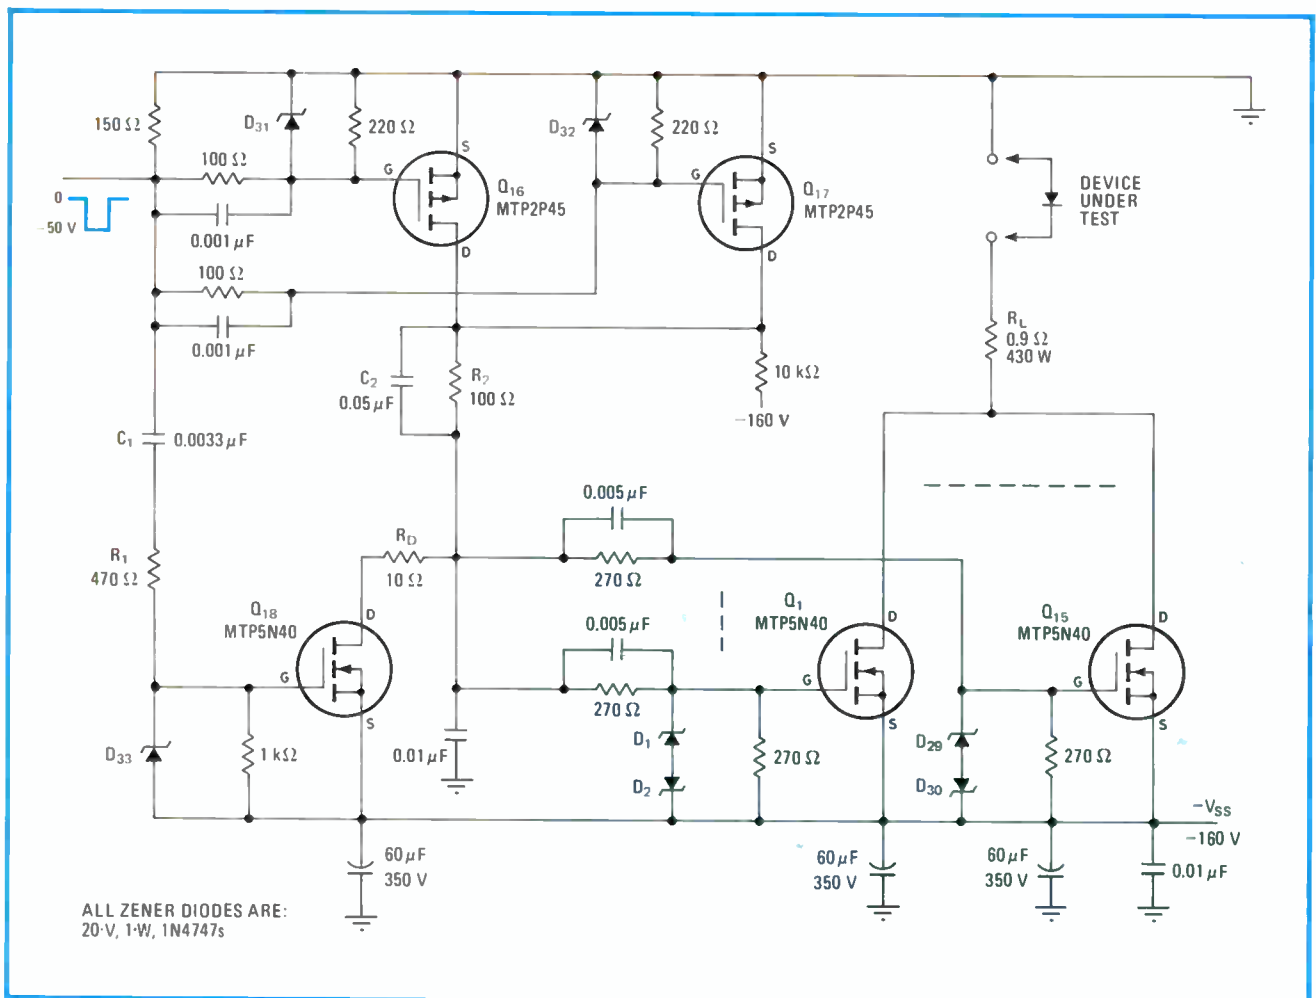 150 Ω
D31
220 Ω
D32
220 Ω
100 Ω
G
S
Q16
MTP2P45
D
G
S
Q17
MTP2P45
D
DEVICE
UNDER
TEST
0
-50 V
0.001 µF
100 Ω
0.001 µF
RL
0.9 Ω
430 W
C2
0.05 µF
R2
100 Ω
10 kΩ
-160 V
C1
0.0033 µF
0.005 µF
R1
470 Ω
RD
10 Ω
270 Ω
Q18
MTP5N40
D
G
S
0.005 µF
270 Ω
Q1
MTP5N40
D
G
S
Q15
MTP5N40
D
G
S
D33
1 kΩ
0.01 µF
D1
D2
270 Ω
D29
D30
270 Ω
-VSS
-160 V
60 µF
350 V
60 µF
350 V
60 µF
350 V
0.01 µF
ALL ZENER DIODES ARE:
20-V, 1-W, 1N4747s